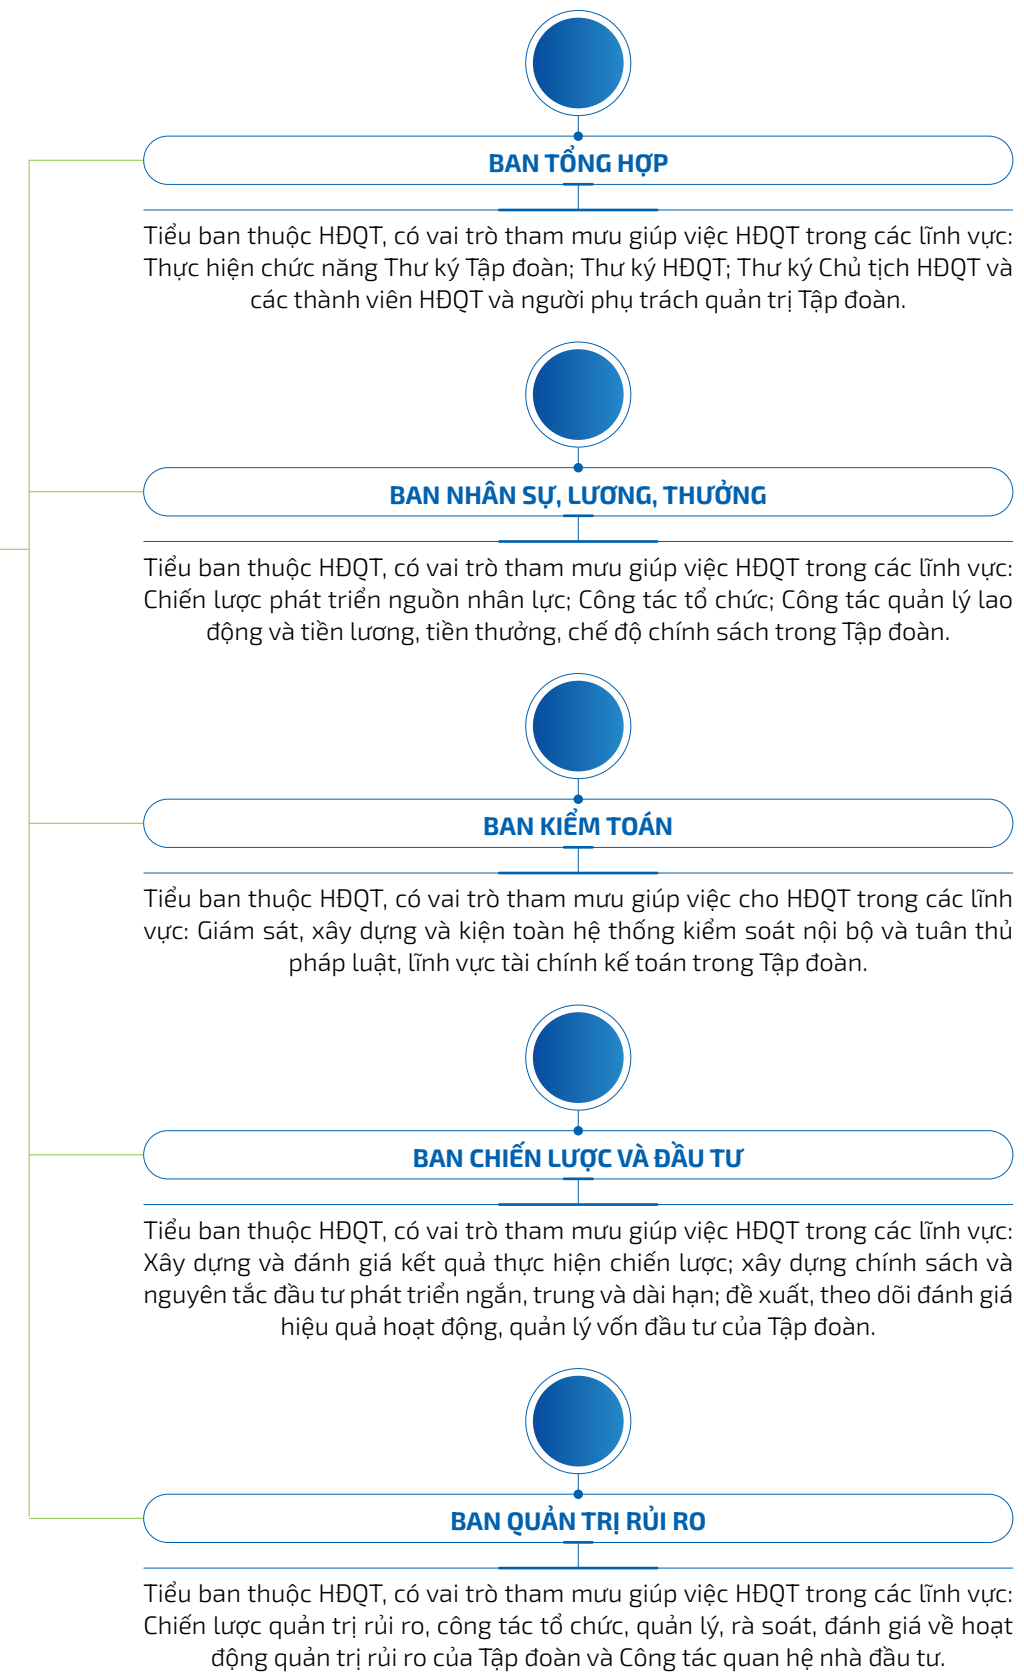 BAN TỔNG HỢP
Tiểu ban thuộc HĐQT, có vai trò tham mưu giúp việc HĐQT trong các lĩnh vực:
Thực hiện chức năng Thư ký Tập đoàn; Thư ký HĐQT; Thư ký Chủ tịch HĐQT và
các thành viên HĐQT và người phụ trách quản trị Tập đoàn.
BAN NHÂN SỰ, LƯƠNG, THƯỞNG
Tiểu ban thuộc HĐQT, có vai trò tham mưu giúp việc HĐQT trong các lĩnh vực:
Chiến lược phát triển nguồn nhân lực; Công tác tổ chức; Công tác quản lý lao
động và tiền lương, tiền thưởng, chế độ chính sách trong Tập đoàn.
BAN KIỂM TOÁN
Tiểu ban thuộc HĐQT, có vai trò tham mưu giúp việc cho HĐQT trong các lĩnh
vực: Giám sát, xây dựng và kiện toàn hệ thống kiểm soát nội bộ và tuân thủ
pháp luật, lĩnh vực tài chính kế toán trong Tập đoàn.
BAN CHIẾN LƯỢC VÀ ĐẦU TƯ
Tiểu ban thuộc HĐQT, có vai trò tham mưu giúp việc HĐQT trong các lĩnh vực:
Xây dựng và đánh giá kết quả thực hiện chiến lược; xây dựng chính sách và
nguyên tắc đầu tư phát triển ngắn, trung và dài hạn; đề xuất, theo dõi đánh giá
hiệu quả hoạt động, quản lý vốn đầu tư của Tập đoàn.
BAN QUẢN TRỊ RỦI RO
Tiểu ban thuộc HĐQT, có vai trò tham mưu giúp việc HĐQT trong các lĩnh vực:
Chiến lược quản trị rủi ro, công tác tổ chức, quản lý, rà soát, đánh giá về hoạt
động quản trị rủi ro của Tập đoàn và Công tác quan hệ nhà đầu tư.